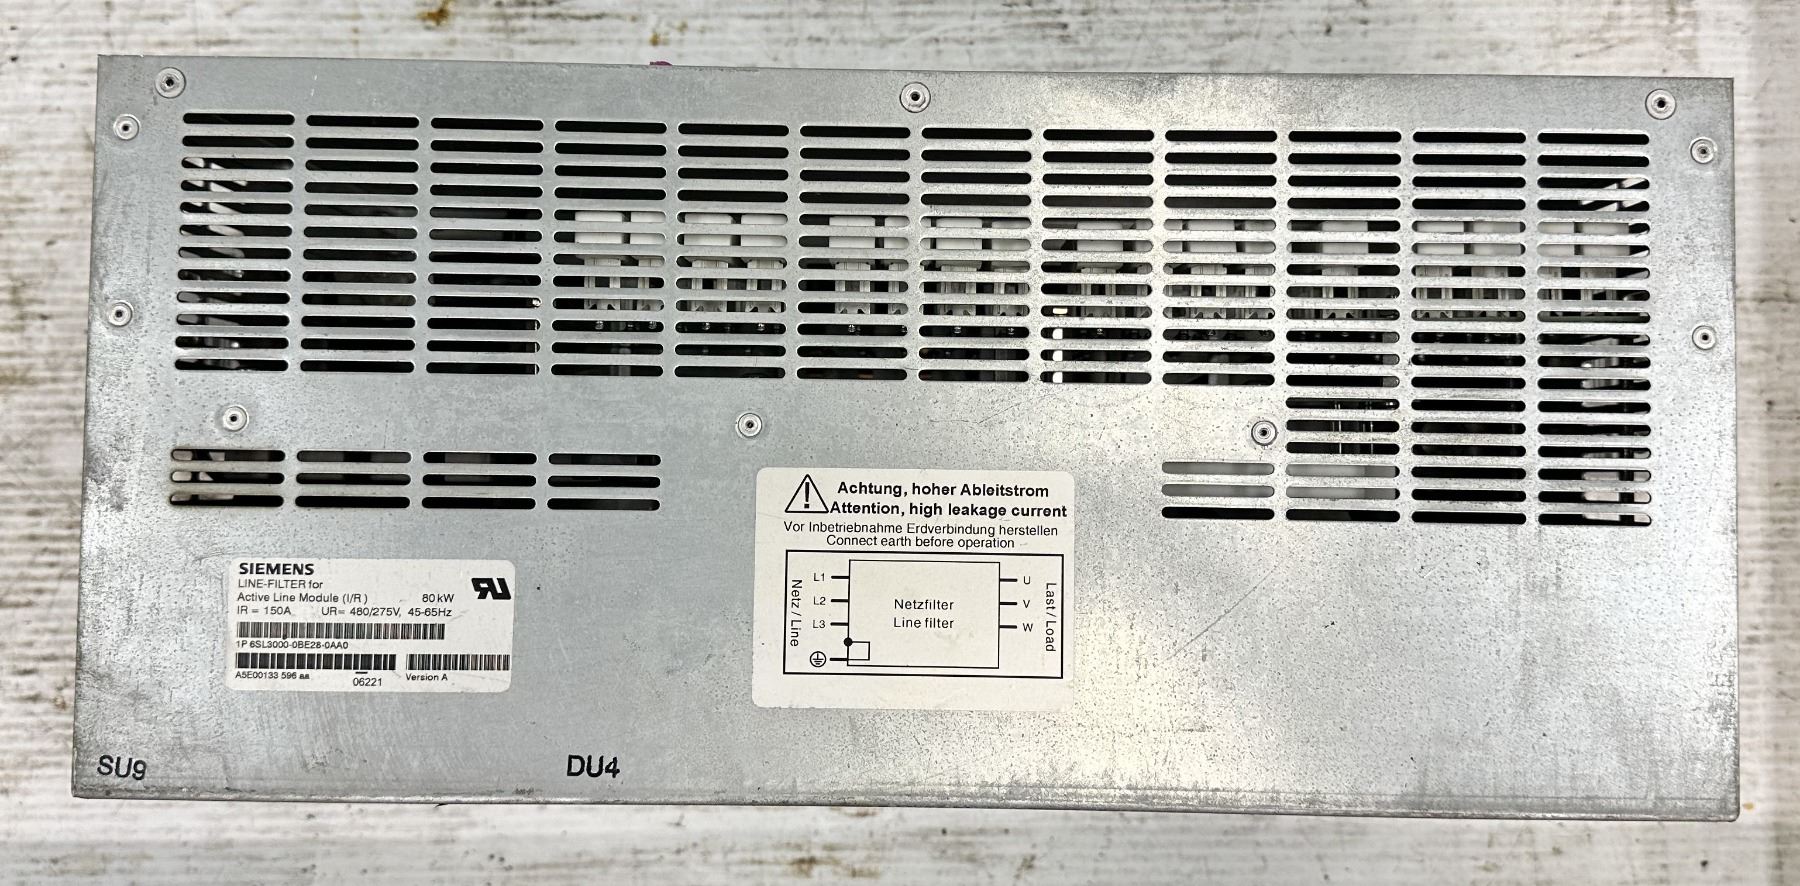 SIEMENS
LINE-FILTER for
Active Line Module (I/R) 80 kW
IR = 150A UR= 480/275V, 45-65Hz
1P 6SL3000-0BE28-0AA0
A5E00133 596 aa 06221 Version A
Achtung, hoher Ableitstrom
Attention, high leakage current
Vor Inbetriebnahme Erdverbindung herstellen
Connect earth before operation
Netz / Line
L1
L2
L3
Netzfilter
Line filter
U
V
W
Last / Load
SU9
DU4